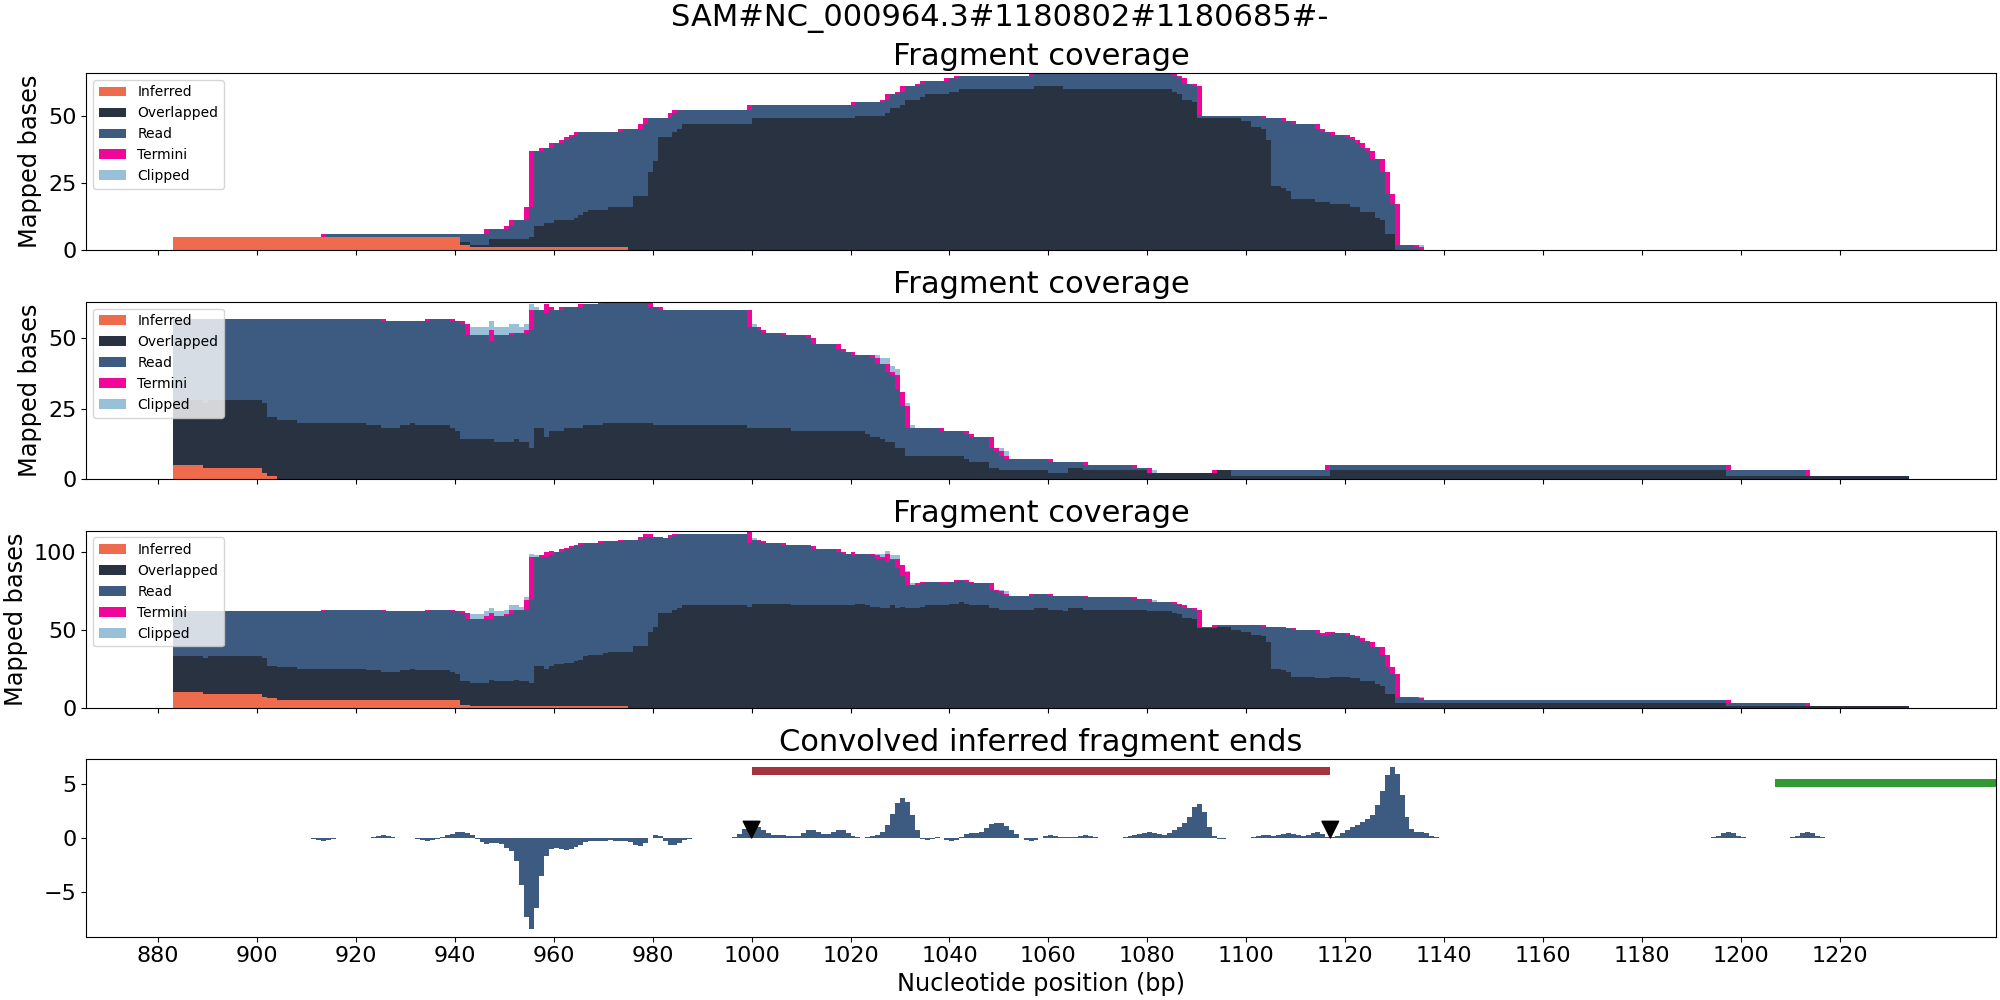 SAM#NC_000964.3#1180802#1180685#-
Fragment coverage
Mapped bases
50
25
0
Inferred
Overlapped
Read
Termini
Clipped
Fragment coverage
Mapped bases
50
25
0
Inferred
Overlapped
Read
Termini
Clipped
Fragment coverage
Mapped bases
100
50
0
Inferred
Overlapped
Read
Termini
Clipped
Convolved inferred fragment ends
5
0
−5
880 900 920 940 960 980 1000 1020 1040 1060 1080 1100 1120 1140 1160 1180 1200 1220
Nucleotide position (bp)